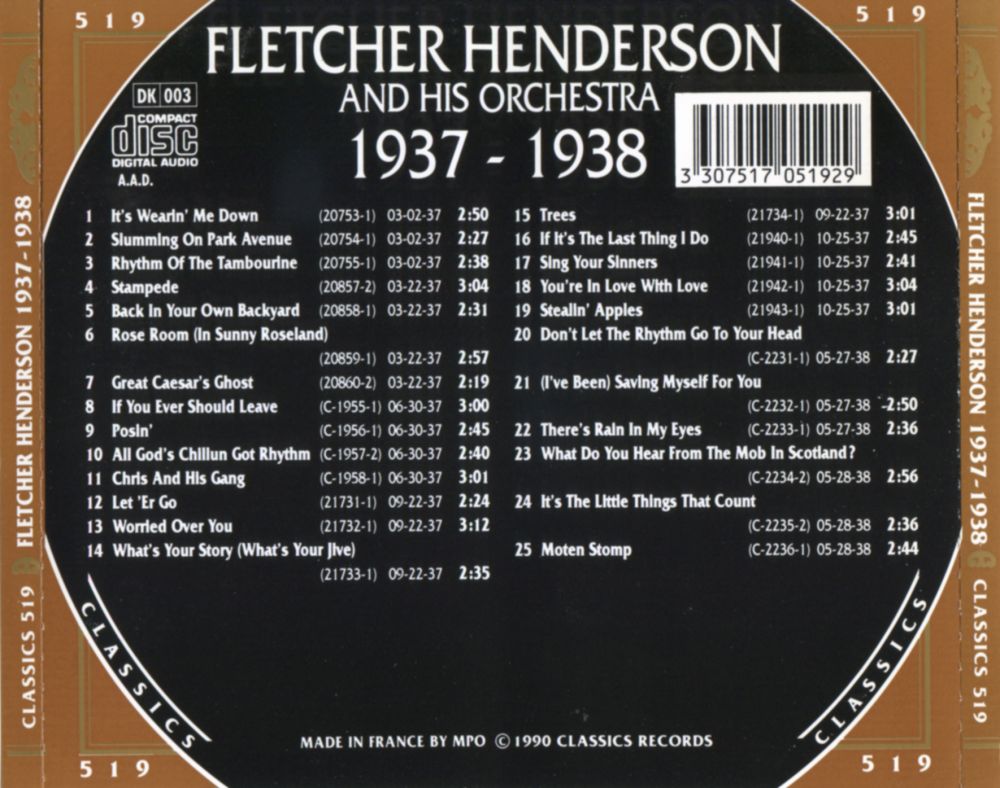 5 1 9
5 1 9
FLETCHER HENDERSON
AND HIS ORCHESTRA
1937 - 1938
DK 003
COMPACT
disc
DIGITAL AUDIO
A.A.D.
3 307517 051929
1 It's Wearin' Me Down (20753-1) 03-02-37 2:50
2 Slumming On Park Avenue (20754-1) 03-02-37 2:27
3 Rhythm Of The Tambourine (20755-1) 03-02-37 2:38
4 Stampede (20857-2) 03-22-37 3:04
5 Back In Your Own Backyard (20858-1) 03-22-37 2:31
6 Rose Room (In Sunny Roseland)
(20859-1) 03-22-37 2:57
7 Great Caesar's Ghost (20860-2) 03-22-37 2:19
8 If You Ever Should Leave (C-1955-1) 06-30-37 3:00
9 Posin' (C-1956-1) 06-30-37 2:45
10 All God's Chillun Got Rhythm (C-1957-2) 06-30-37 2:40
11 Chris And His Gang (C-1958-1) 06-30-37 3:01
12 Let 'Er Go (21731-1) 09-22-37 2:24
13 Worried Over You (21732-1) 09-22-37 3:12
14 What's Your Story (What's Your Jive)
(21733-1) 09-22-37 2:35
15 Trees (21734-1) 09-22-37 3:01
16 If It's The Last Thing I Do (21940-1) 10-25-37 2:45
17 Sing Your Sinners (21941-1) 10-25-37 2:41
18 You're In Love With Love (21942-1) 10-25-37 3:04
19 Stealin' Apples (21943-1) 10-25-37 3:01
20 Don't Let The Rhythm Go To Your Head
(C-2231-1) 05-27-38 2:27
21 (I've Been) Saving Myself For You
(C-2232-1) 05-27-38 -2:50
22 There's Rain In My Eyes (C-2233-1) 05-27-38 2:36
23 What Do You Hear From The Mob In Scotland?
(C-2234-2) 05-28-38 2:56
24 It's The Little Things That Count
(C-2235-2) 05-28-38 2:36
25 Moten Stomp (C-2236-1) 05-28-38 2:44
CLASSICS
CLASSICS
MADE IN FRANCE BY MPO © 1990 CLASSICS RECORDS
5 1 9
5 1 9
CLASSICS 519 FLETCHER HENDERSON 1937-1938
FLETCHER HENDERSON 1937-1938 CLASSICS 519